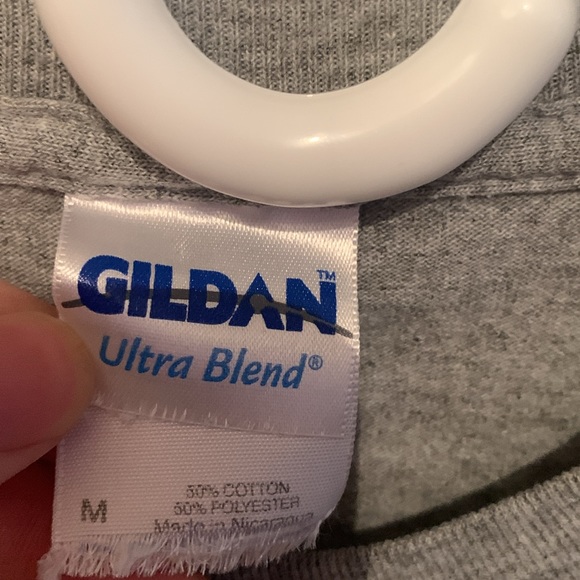 GILDAN™
Ultra Blend®
50% COTTON
50% POLYESTER
M
Made in Nicaragua